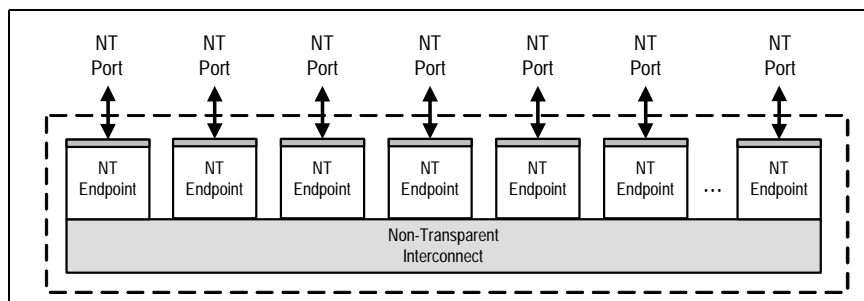 NT NT NT NT NT NT NT
Port Port Port Port Port Port Port
NT NT NT NT NT NT NT
Endpoint Endpoint Endpoint Endpoint Endpoint Endpoint ... Endpoint
Non-Transparent
Interconnect